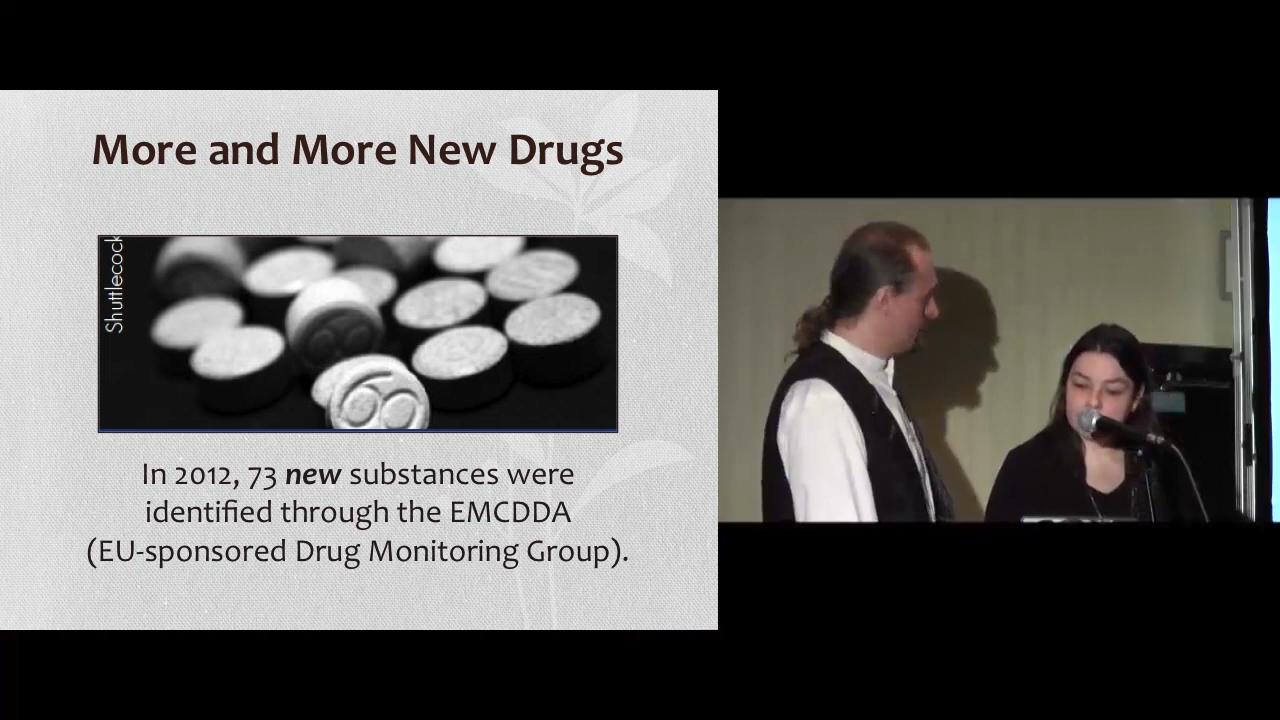 More and More New Drugs
Shuttlecock
In 2012, 73 new substances were
identified through the EMCDDA
(EU-sponsored Drug Monitoring Group).